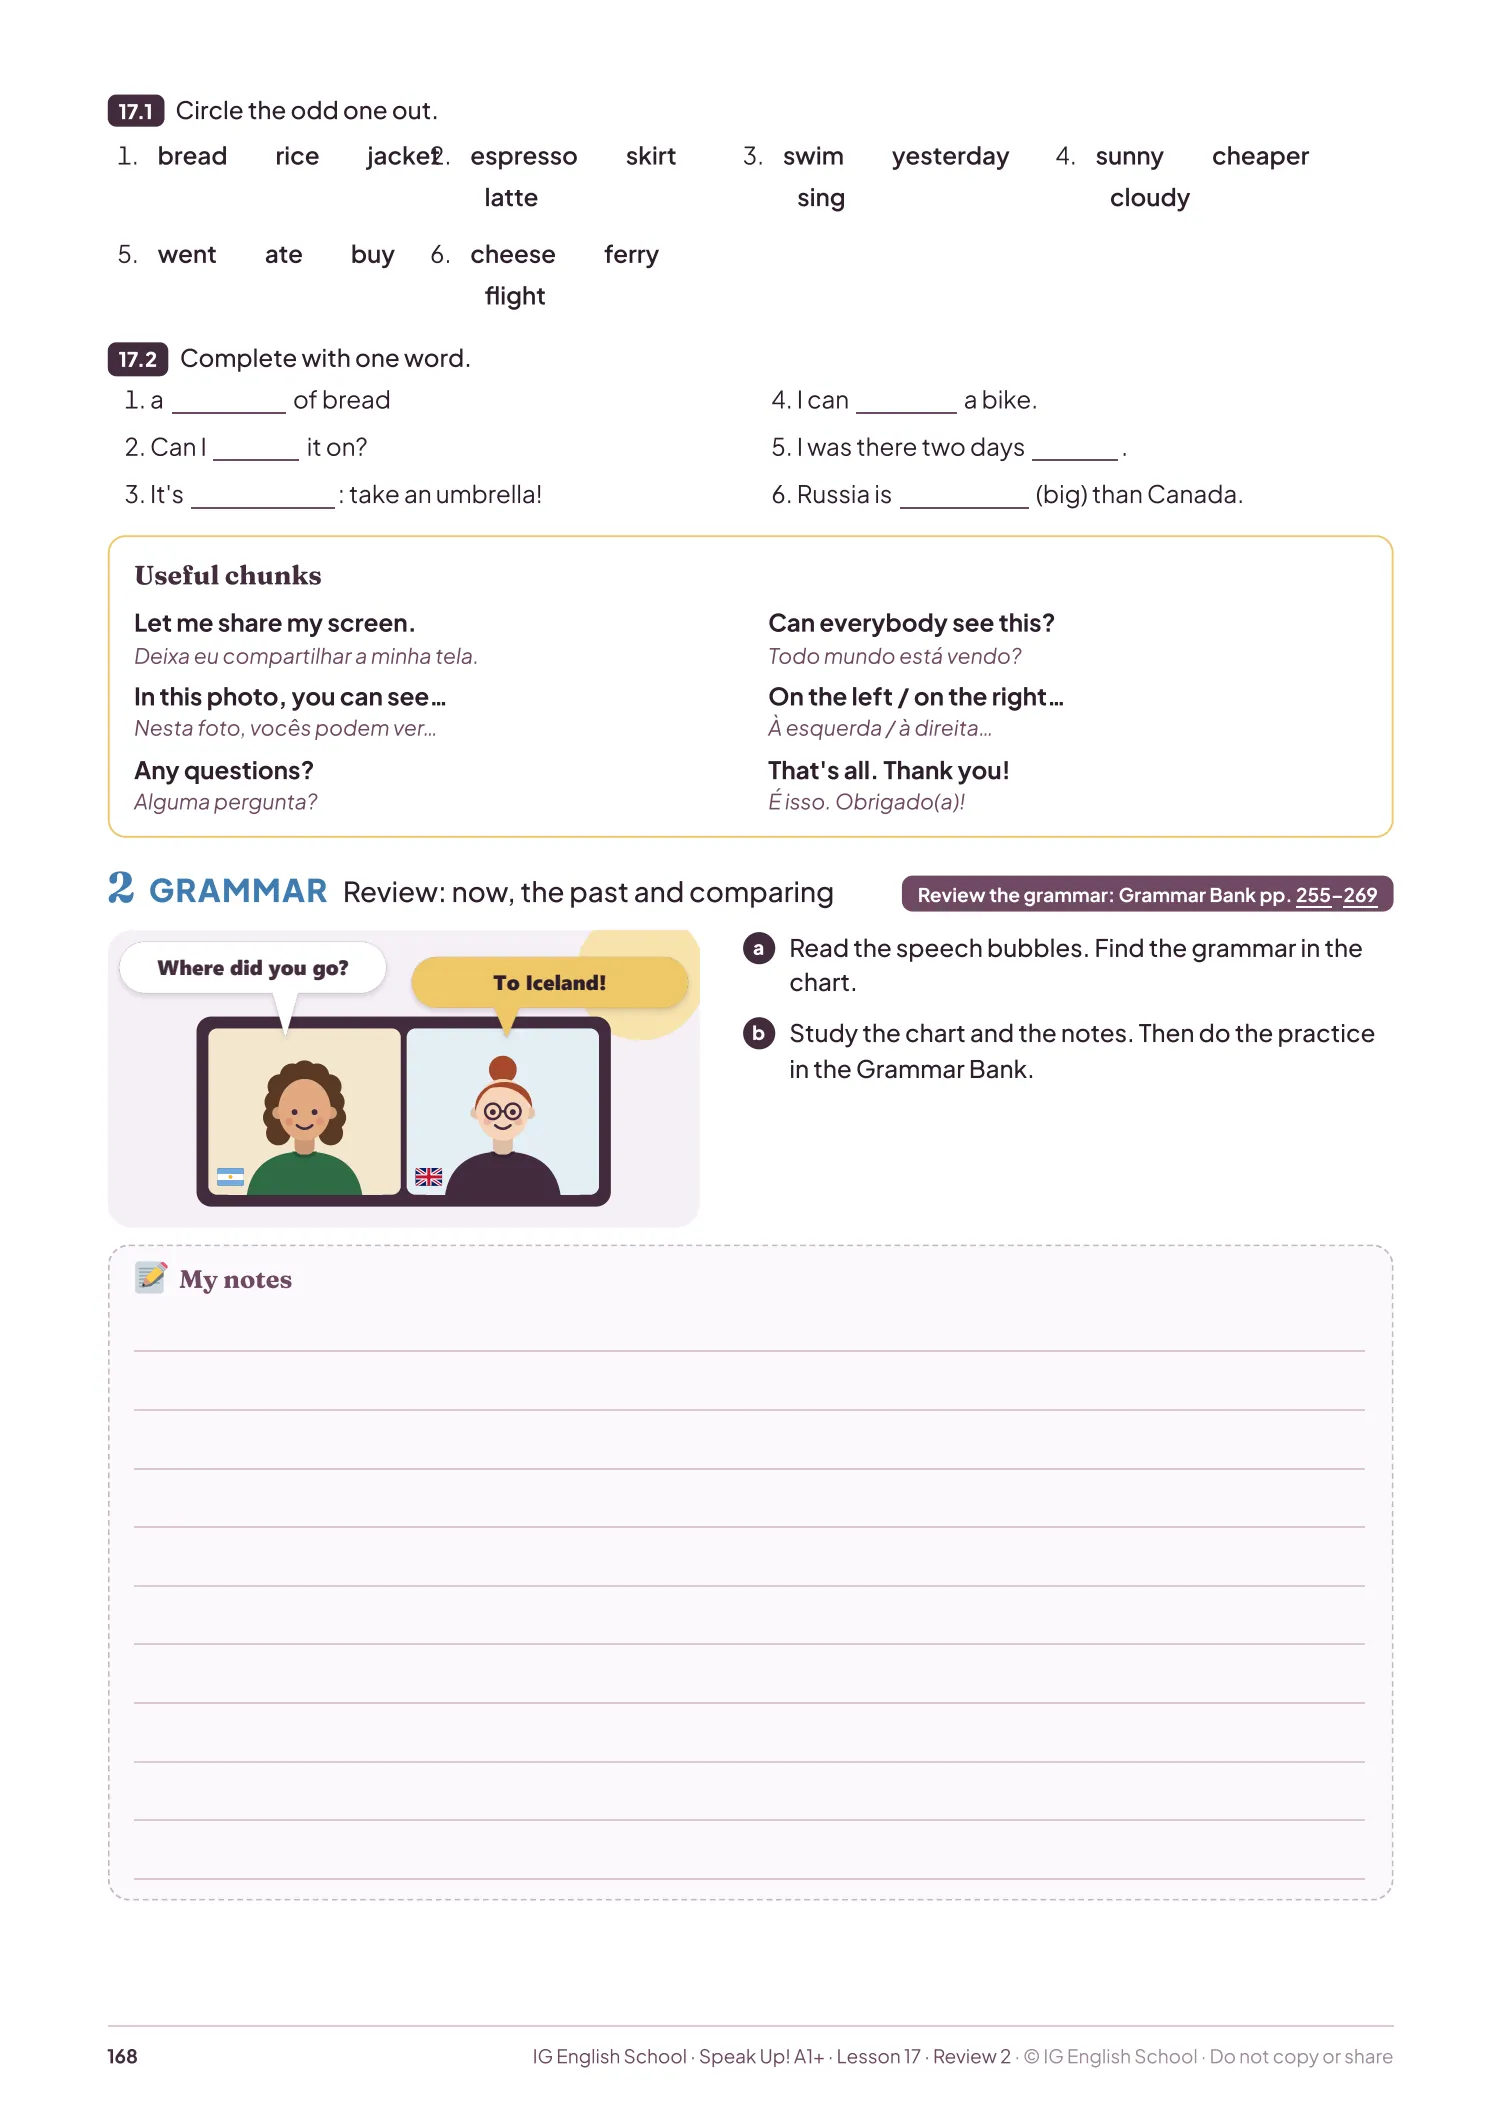 17.1 Circle the odd one out.
1. bread rice jacket 2. espresso skirt 3. swim yesterday 4. sunny cheaper
latte sing cloudy
5. went ate buy 6. cheese ferry
flight
17.2 Complete with one word.
1. a ________ of bread
2. Can I ______ it on?
3. It's __________ : take an umbrella!
4. I can _______ a bike.
5. I was there two days ______ .
6. Russia is _________ (big) than Canada.
Useful chunks
Let me share my screen.
Deixa eu compartilhar a minha tela.
Can everybody see this?
Todo mundo está vendo?
In this photo, you can see...
Nesta foto, vocês podem ver...
On the left / on the right...
À esquerda / à direita...
Any questions?
Alguma pergunta?
That's all. Thank you!
É isso. Obrigado(a)!
2 GRAMMAR Review: now, the past and comparing
Review the grammar: Grammar Bank pp. 255–269
Where did you go?
To Iceland!
a Read the speech bubbles. Find the grammar in the
chart.
b Study the chart and the notes. Then do the practice
in the Grammar Bank.
My notes
168 IG English School · Speak Up! A1+ · Lesson 17 · Review 2 · © IG English School · Do not copy or share